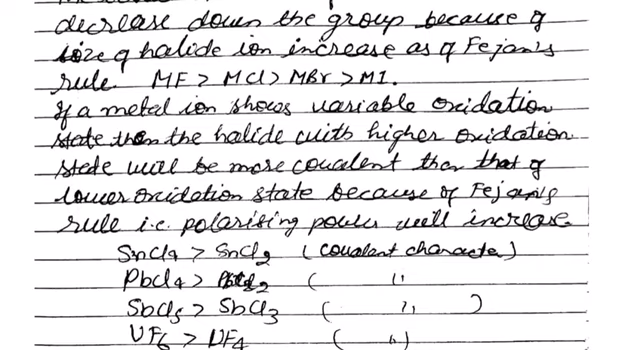 decrease down the group because of
size of halide ion increase as of Fejan's
rule. MF > MCl > MBr > MI.
If a metal ion shows variable oxidation
state then the halide with higher oxidation
state will be more covalent then that of
lower oxidation state because of Fejan's
rule i.e. polarising power will increase.
SnCl4 > SnCl2 (covalent character)
PbCl4 > PbCl2 ( ",
SbCl5 > SbCl3 ( ", )
UF6 > UF4 ( ",)